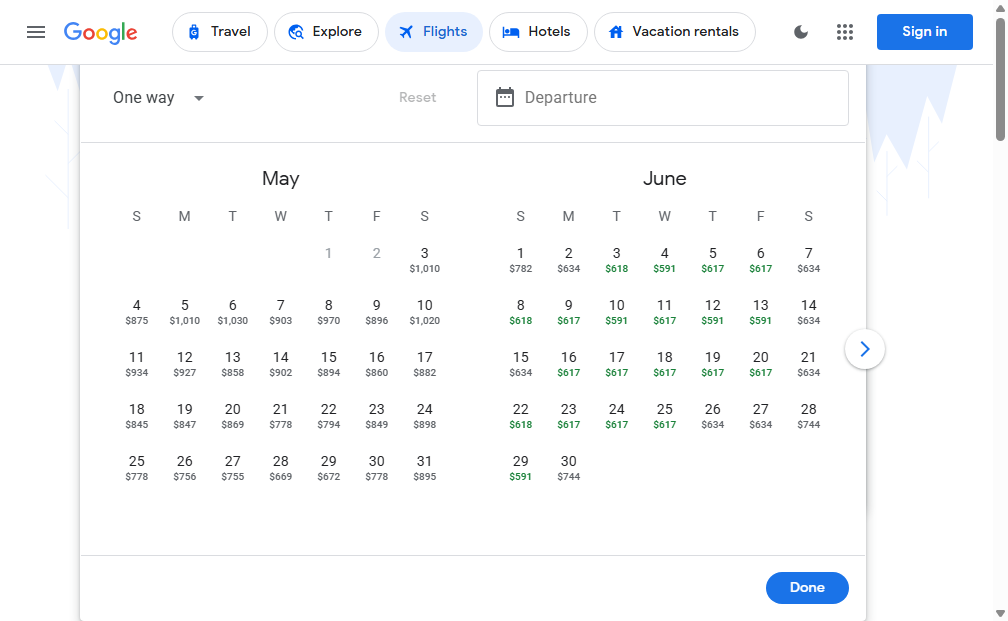 Google Travel Explore Flights Hotels Vacation rentals Sign in
One way Reset Departure
May
S M T W T F S
1 2 3
$1,010
4 5 6 7 8 9 10
$875 $1,010 $1,030 $903 $970 $896 $1,020
11 12 13 14 15 16 17
$934 $927 $858 $902 $894 $860 $882
18 19 20 21 22 23 24
$845 $847 $869 $778 $794 $849 $898
25 26 27 28 29 30 31
$778 $756 $755 $669 $672 $778 $895
June
S M T W T F S
1 2 3 4 5 6 7
$782 $634 $618 $591 $617 $617 $634
8 9 10 11 12 13 14
$618 $617 $591 $617 $591 $591 $634
15 16 17 18 19 20 21
$634 $617 $617 $617 $617 $617 $634
22 23 24 25 26 27 28
$618 $617 $617 $617 $634 $634 $744
29 30
$591 $744
Done